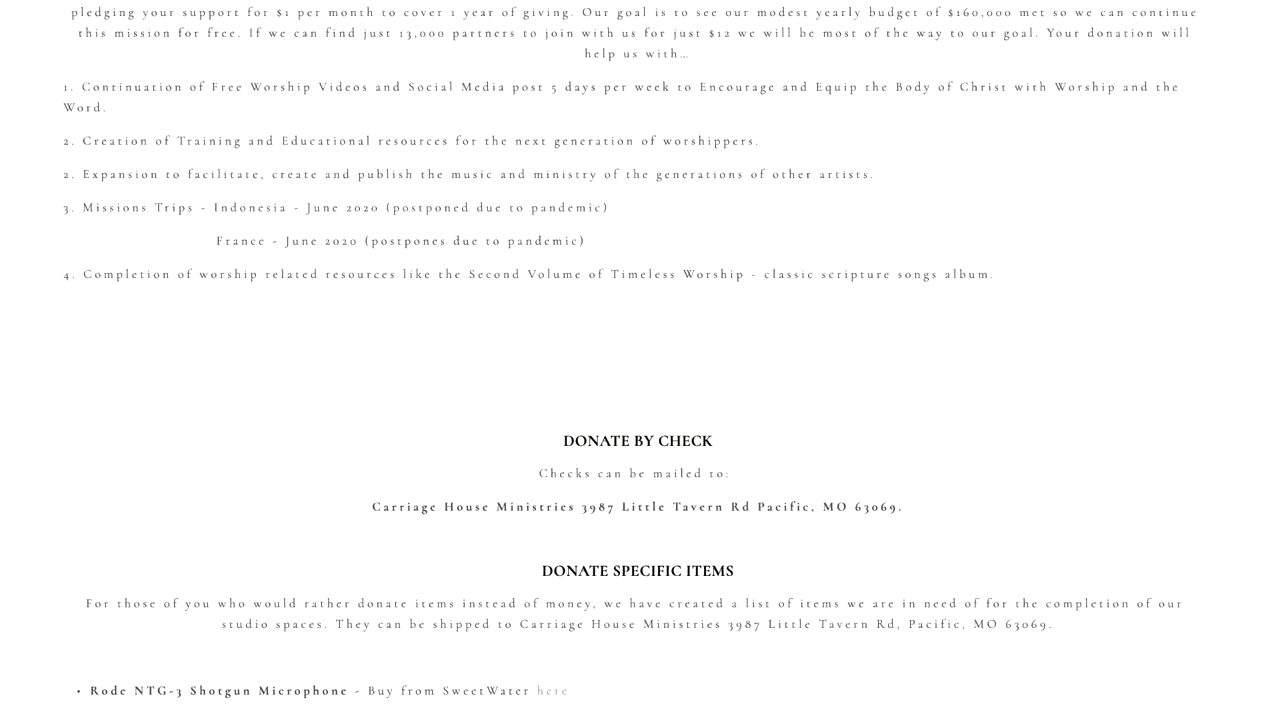 pledging your support for $1 per month to cover 1 year of giving. Our goal is to see our modest yearly budget of $160,000 met so we can continue
this mission for free. If we can find just 13,000 partners to join with us for just $12 we will be most of the way to our goal. Your donation will
help us with…
1. Continuation of Free Worship Videos and Social Media post 5 days per week to Encourage and Equip the Body of Christ with Worship and the
Word.
2. Creation of Training and Educational resources for the next generation of worshippers.
2. Expansion to facilitate, create and publish the music and ministry of the generations of other artists.
3. Missions Trips - Indonesia - June 2020 (postponed due to pandemic)
France - June 2020 (postpones due to pandemic)
4. Completion of worship related resources like the Second Volume of Timeless Worship - classic scripture songs album.
DONATE BY CHECK
Checks can be mailed to:
Carriage House Ministries 3987 Little Tavern Rd Pacific, MO 63069.
DONATE SPECIFIC ITEMS
For those of you who would rather donate items instead of money, we have created a list of items we are in need of for the completion of our
studio spaces. They can be shipped to Carriage House Ministries 3987 Little Tavern Rd, Pacific, MO 63069.
• Rode NTG-3 Shotgun Microphone - Buy from SweetWater here